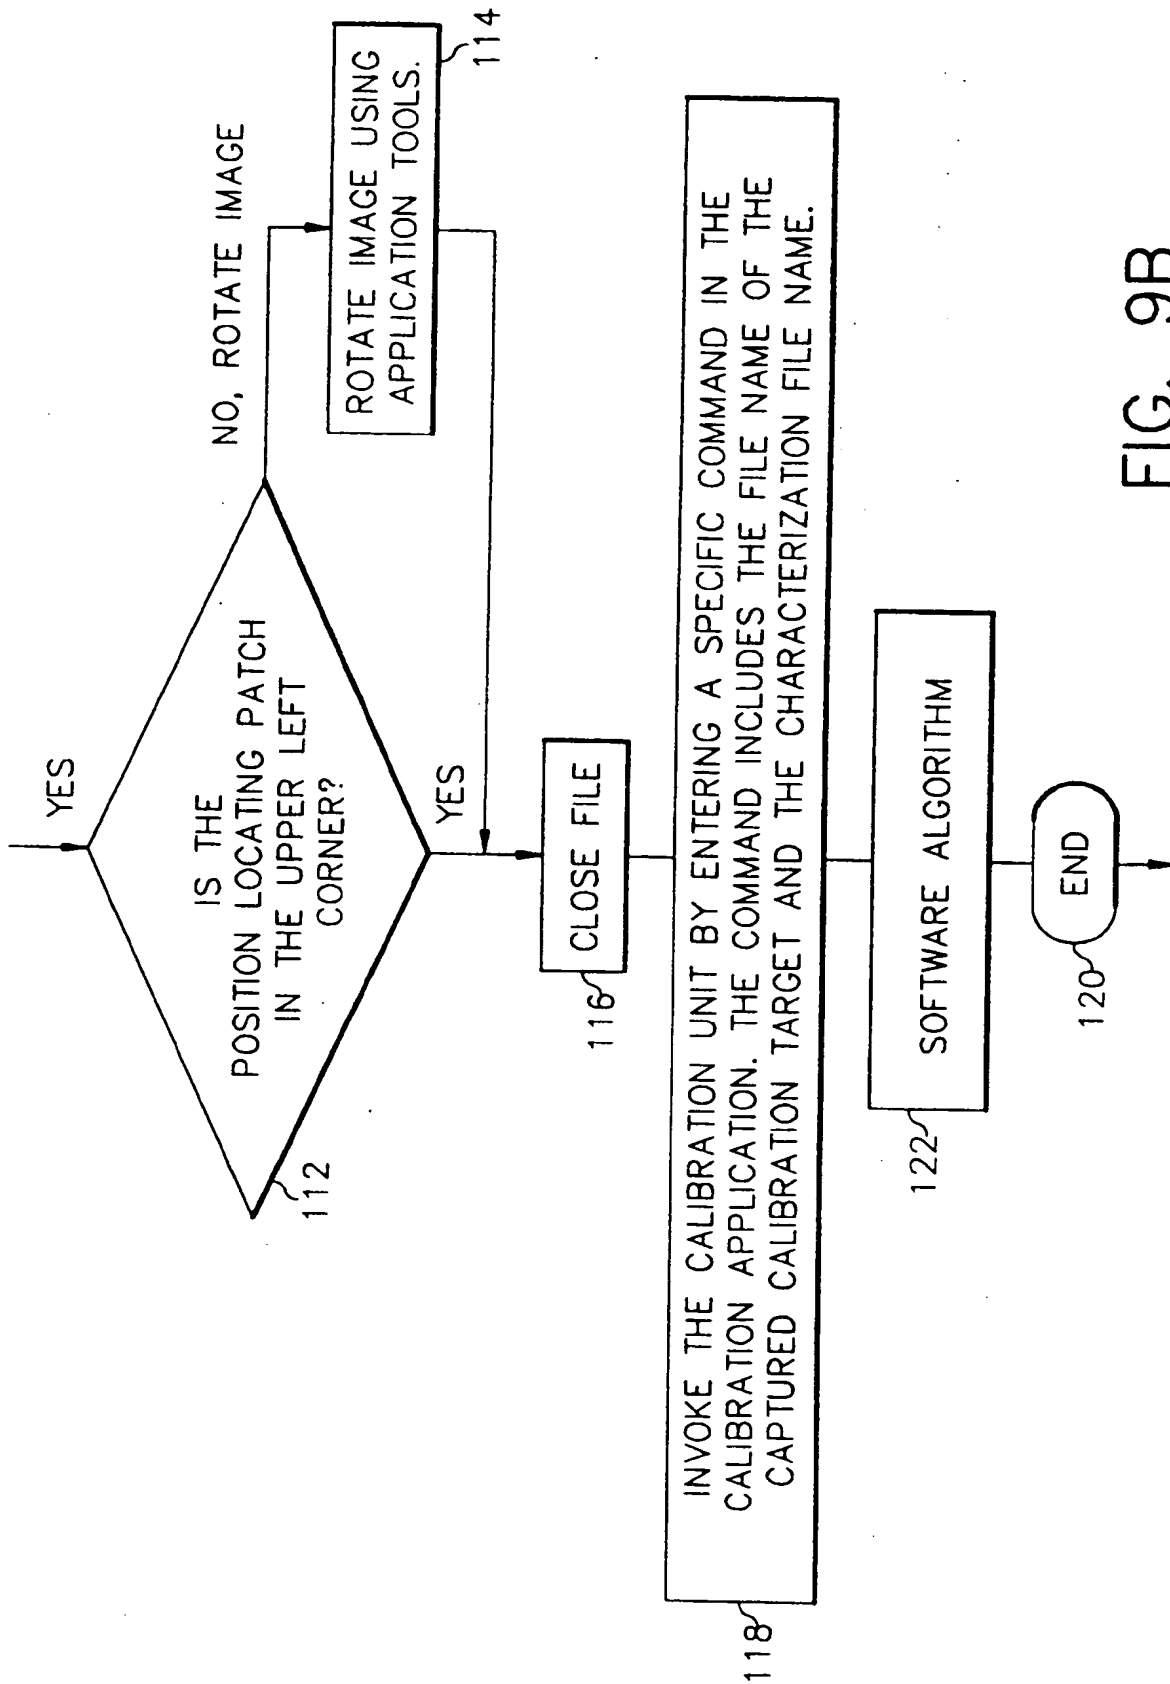 YES
IS THE
POSITION LOCATING PATCH
IN THE UPPER LEFT
CORNER?
112
NO, ROTATE IMAGE
ROTATE IMAGE USING
APPLICATION TOOLS.
114
YES
CLOSE FILE
116
INVOKE THE CALIBRATION UNIT BY ENTERING A SPECIFIC COMMAND IN THE
CALIBRATION APPLICATION. THE COMMAND INCLUDES THE FILE NAME OF THE
CAPTURED CALIBRATION TARGET AND THE CHARACTERIZATION FILE NAME.
118
SOFTWARE ALGORITHM
122
END
120
FIG. 9B